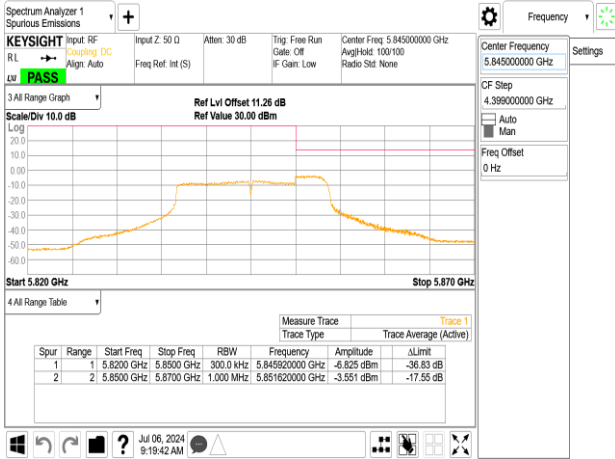 Spectrum Analyzer 1
Spurious Emissions
Frequency
KEYSIGHT
Input: RF
Coupling: DC
Align: Auto
Input Z: 50 Ω
Freq Ref: Int (S)
Atten: 30 dB
Trig: Free Run
Gate: Off
IF Gain: Low
Center Freq: 5.845000000 GHz
Avg|Hold: 100/100
Radio Std: None
R L
PASS
Center Frequency
5.845000000 GHz
Settings
CF Step
4.399000000 GHz
Auto
Man
Freq Offset
0 Hz
3 All Range Graph
Scale/Div 10.0 dB
Ref Lvl Offset 11.26 dB
Ref Value 30.00 dBm
Log
20.0
10.0
0.00
-10.0
-20.0
-30.0
-40.0
-50.0
-60.0
Start 5.820 GHz
Stop 5.870 GHz
4 All Range Table
Measure Trace Trace 1
Trace Type Trace Average (Active)
Spur Range Start Freq Stop Freq RBW Frequency Amplitude ΔLimit
1 1 5.8200 GHz 5.8500 GHz 300.0 kHz 5.845920000 GHz -6.825 dBm -36.83 dB
2 2 5.8500 GHz 5.8700 GHz 1.000 MHz 5.851620000 GHz -3.551 dBm -17.55 dB
Jul 06, 2024
9:19:42 AM